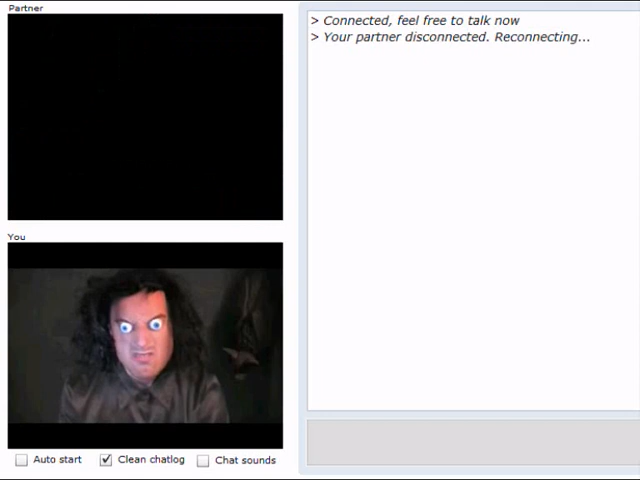 Partner
> Connected, feel free to talk now
> Your partner disconnected. Reconnecting...
You
Auto start
Clean chatlog
Chat sounds